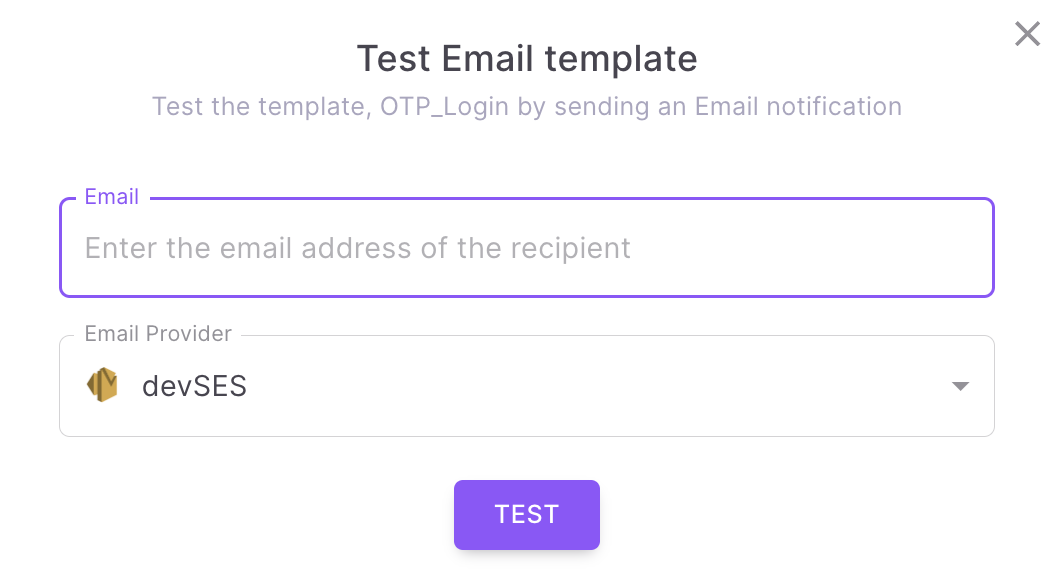 Test Email template
Test the template, OTP_Login by sending an Email notification
Email
Enter the email address of the recipient
Email Provider
devSES
TEST